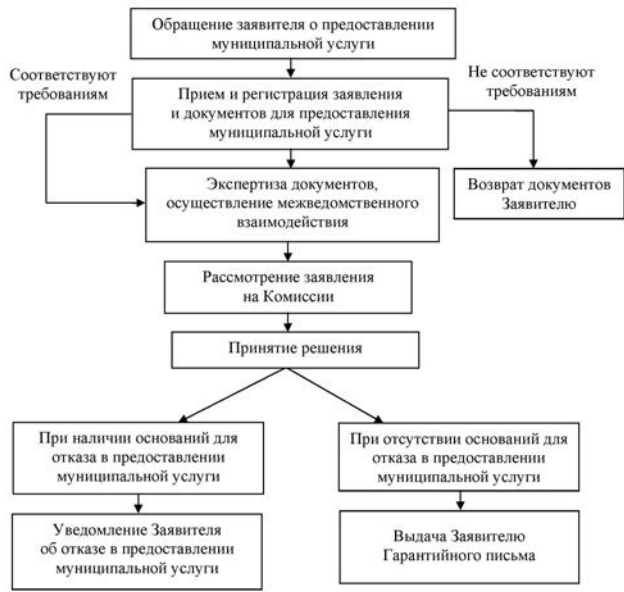 Обращение заявителя о предоставлении
муниципальной услуги
Соответствуют
требованиям
Не соответствуют
требованиям
Прием и регистрация заявления
и документов для предоставления
муниципальной услуги
Экспертиза документов,
осуществление межведомственного
взаимодействия
Возврат документов
Заявителю
Рассмотрение заявления
на Комиссии
Принятие решения
При наличии оснований для
отказа в предоставлении
муниципальной услуги
При отсутствии оснований для
отказа в предоставлении
муниципальной услуги
Уведомление Заявителя
об отказе в предоставлении
муниципальной услуги
Выдача Заявителю
Гарантийного письма